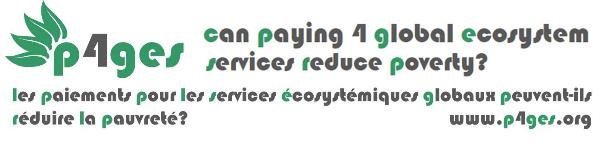 p4ges
can paying 4 global ecosystem
services reduce poverty?
les paiements pour les services écosystémiques globaux peuvent-ils
réduire la pauvreté?
www.p4ges.org